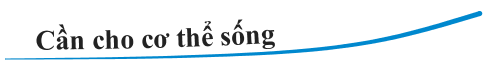 Cần cho cơ thể sống